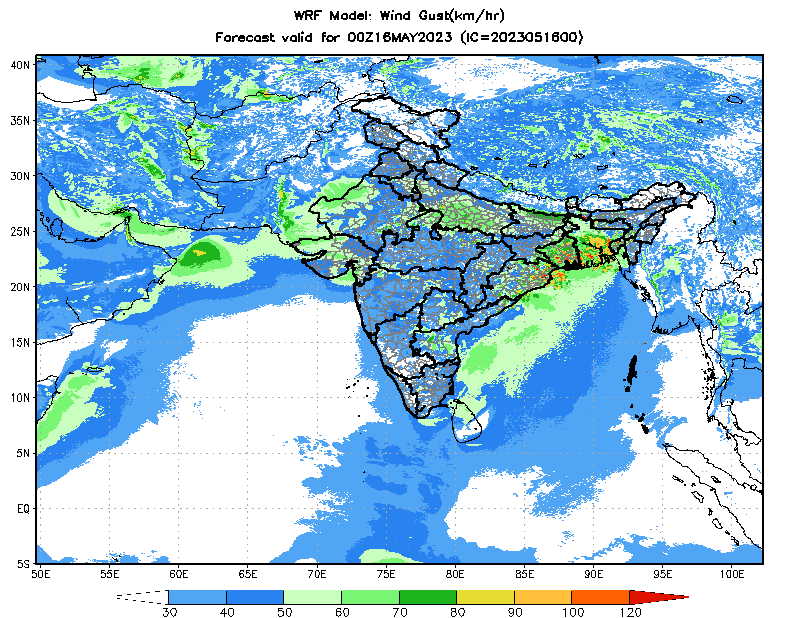 WRF Model: Wind Gust(km/hr)
Forecast valid for 00Z16MAY2023 (IC=2023051600)
40N
35N
30N
25N
20N
15N
10N
5N
EQ
5S
50E 55E 60E 65E 70E 75E 80E 85E 90E 95E 100E
30 40 50 60 70 80 90 100 120